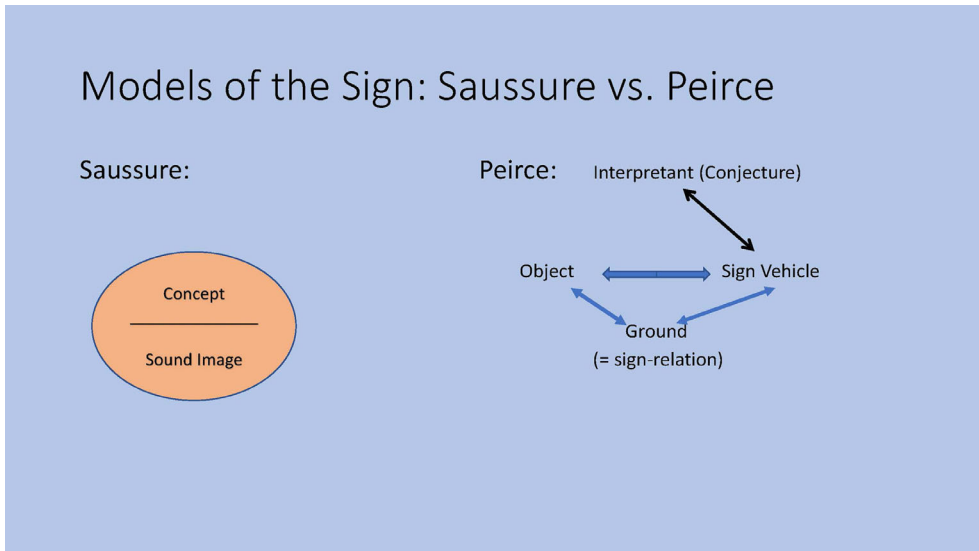 Models of the Sign: Saussure vs. Peirce
Saussure:
Concept
Sound Image
Peirce:
Interpretant (Conjecture)
Object
Sign Vehicle
Ground
(= sign-relation)